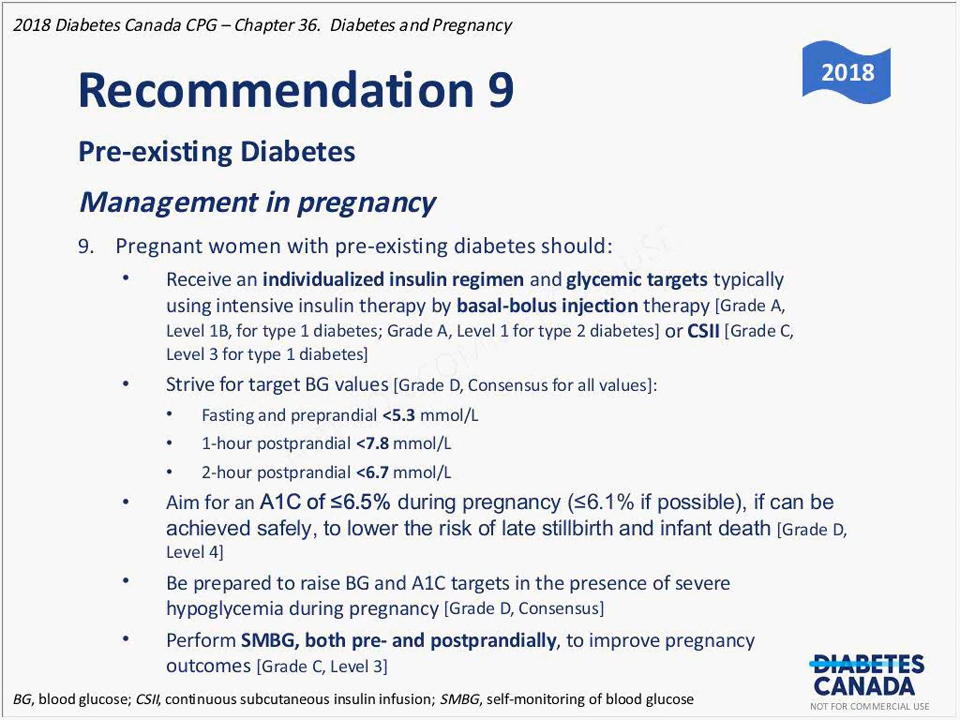 2018 Diabetes Canada CPG – Chapter 36. Diabetes and Pregnancy
2018
Recommendation 9
Pre-existing Diabetes
Management in pregnancy
9. Pregnant women with pre-existing diabetes should:
• Receive an individualized insulin regimen and glycemic targets typically
using intensive insulin therapy by basal-bolus injection therapy [Grade A,
Level 1B, for type 1 diabetes; Grade A, Level 1 for type 2 diabetes] or CSII [Grade C,
Level 3 for type 1 diabetes]
• Strive for target BG values [Grade D, Consensus for all values]:
• Fasting and preprandial <5.3 mmol/L
• 1-hour postprandial <7.8 mmol/L
• 2-hour postprandial <6.7 mmol/L
• Aim for an A1C of ≤6.5% during pregnancy (≤6.1% if possible), if can be
achieved safely, to lower the risk of late stillbirth and infant death [Grade D,
Level 4]
• Be prepared to raise BG and A1C targets in the presence of severe
hypoglycemia during pregnancy [Grade D, Consensus]
• Perform SMBG, both pre- and postprandially, to improve pregnancy
outcomes [Grade C, Level 3]
DIABETES
CANADA
NOT FOR COMMERCIAL USE
BG, blood glucose; CSII, continuous subcutaneous insulin infusion; SMBG, self-monitoring of blood glucose